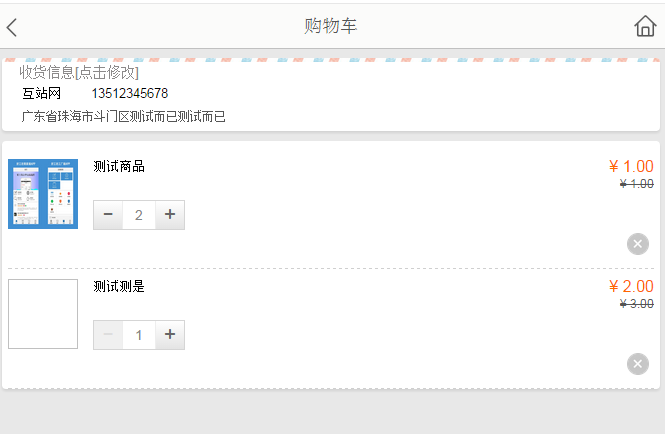 购物车
收货信息[点击修改]
互站网 13512345678
广东省珠海市斗门区测试而已测试而已
测试商品
¥ 1.00
¥ 1.00
2
测试测是
¥ 2.00
¥ 3.00
1